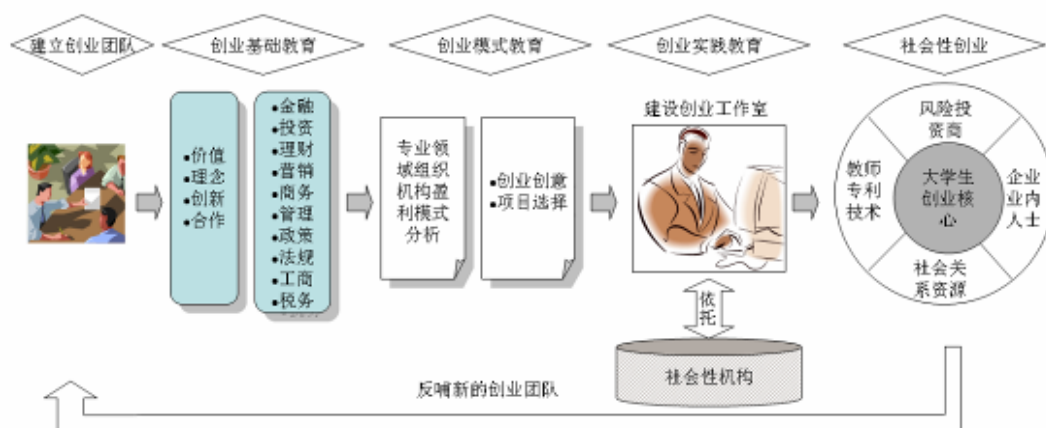 建立创业团队
创业基础教育
创业模式教育
创业实践教育
社会性创业
•价值
•理念
•创新
•合作
•金融
•投资
•理财
•营销
•商务
•管理
•政策
•法规
•工商
•税务
专业领
域组织
机构盈
利模式
分析
•创业创意
•项目选择
建设创业工作室
依
托
社会性机构
风险投
资商
教师
专利
技术
大学生
创业核
心
企业
业内
人士
社会关
系资源
反哺新的创业团队